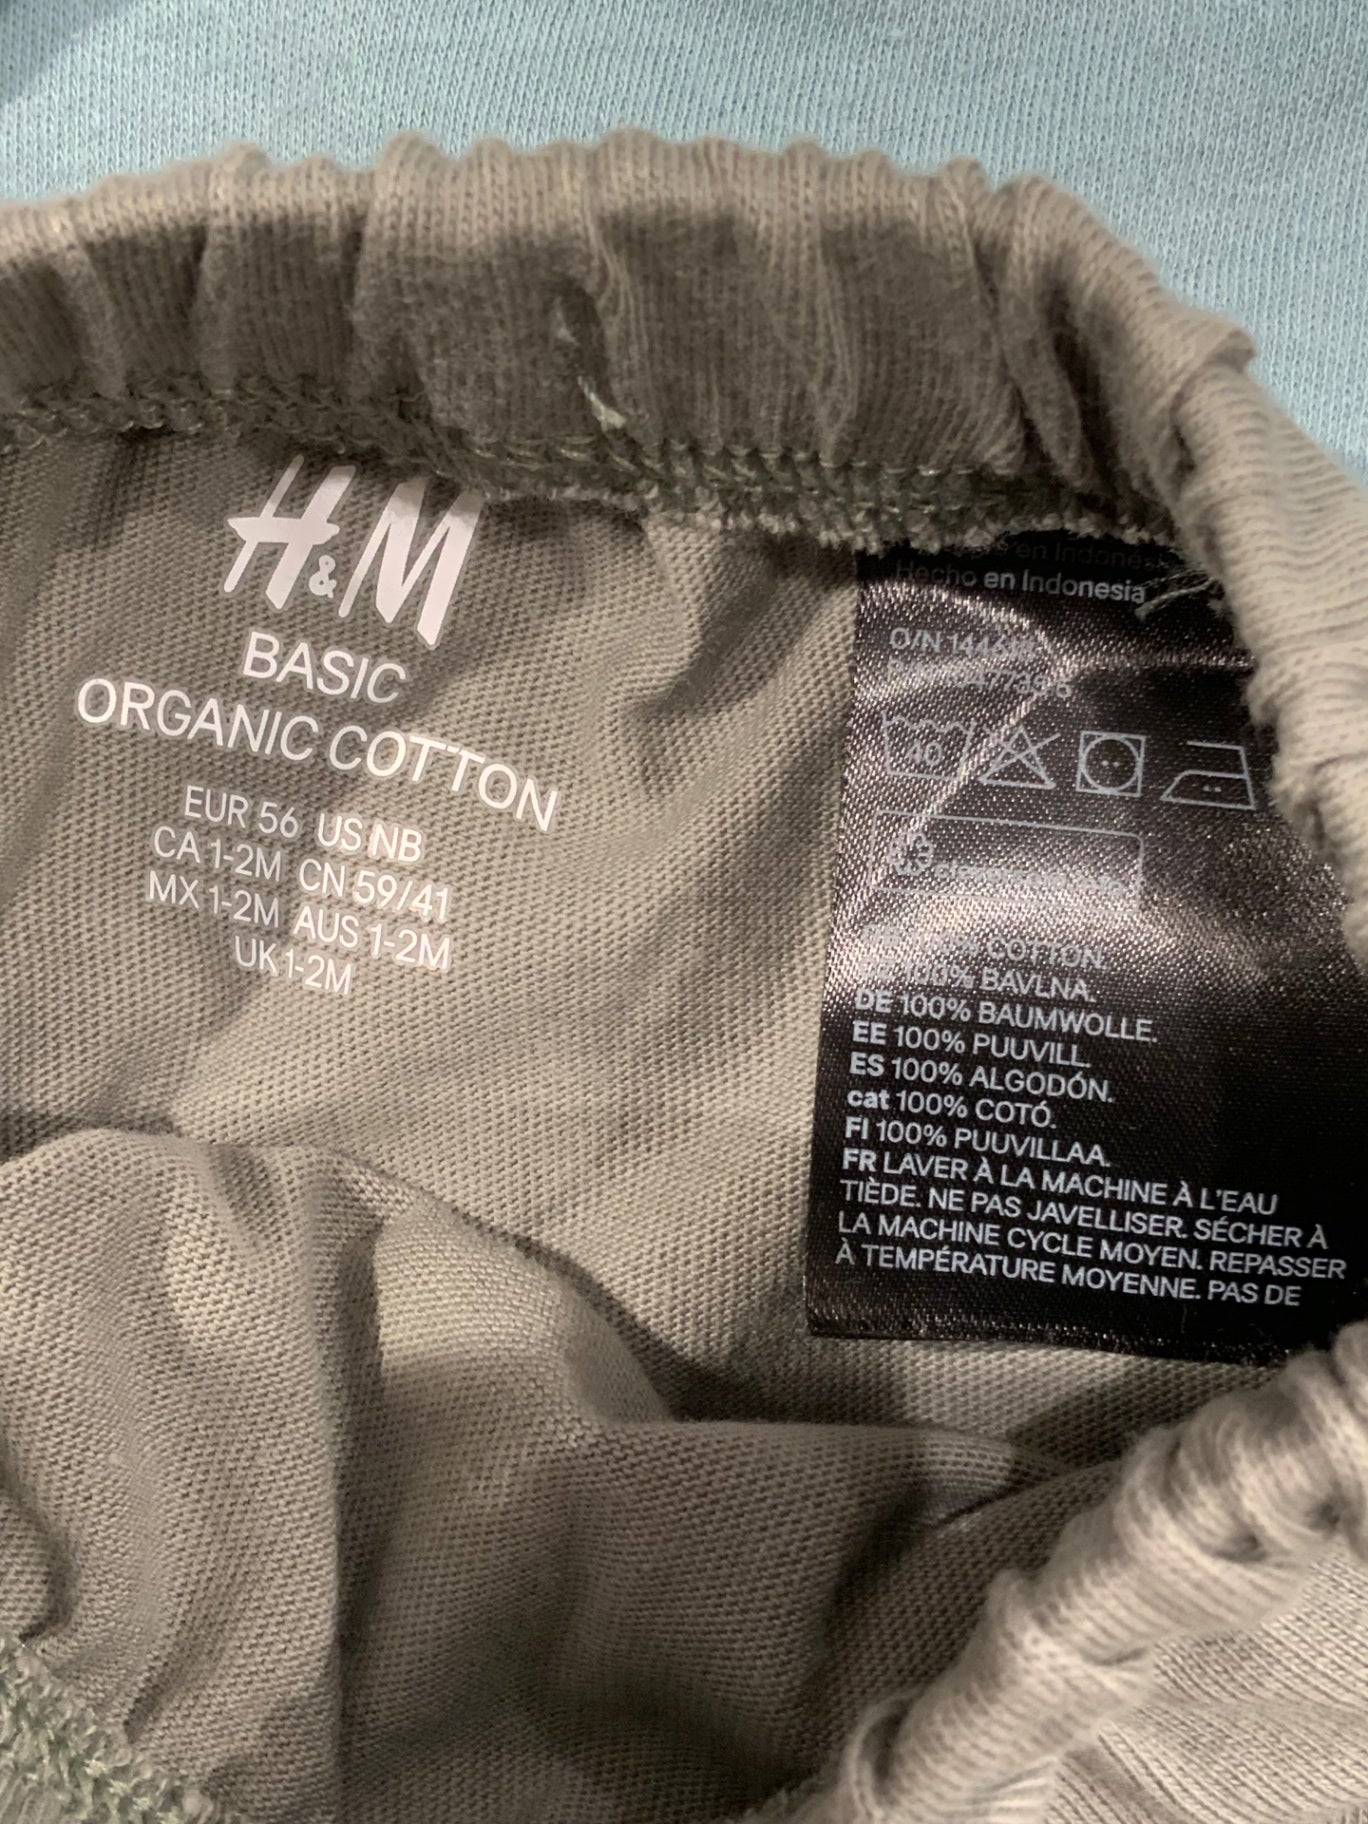 H&M
BASIC
ORGANIC COTTON
EUR 56 US NB
CA 1-2M CN 59/41
MX 1-2M AUS 1-2M
UK 1-2M
en Indonés
Hecho en Indonesia
O/N
40
COTTON.
100% BAVLNA.
DE 100% BAUMWOLLE.
EE 100% PUUVILL.
ES 100% ALGODÓN.
cat 100% COTÓ.
FI 100% PUUVILLAA.
FR LAVER À LA MACHINE À L'EAU
TIÈDE. NE PAS JAVELLISER. SÉCHER À
LA MACHINE CYCLE MOYEN. REPASSER
À TEMPÉRATURE MOYENNE. PAS DE